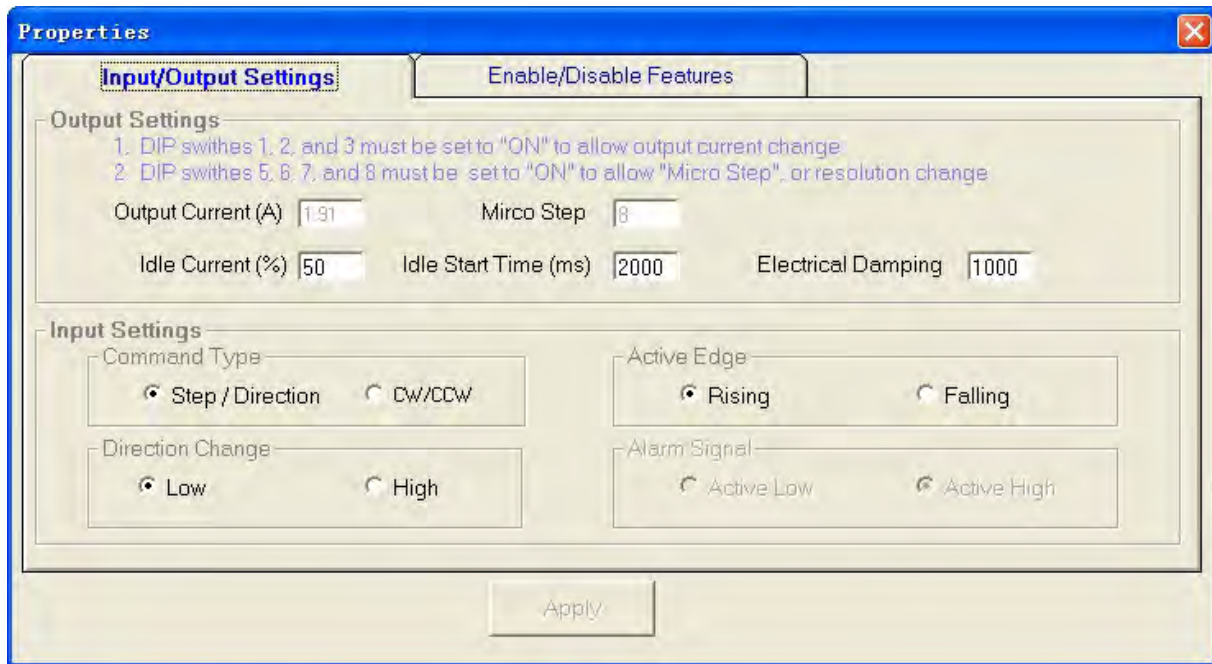 Properties
Input/Output Settings
Enable/Disable Features
Output Settings
1. DIP swithes 1, 2, and 3 must be set to "ON" to allow output current change
2. DIP swithes 5, 6, 7, and 8 must be set to "ON" to allow "Micro Step", or resolution change
Output Current (A) 1.91 Mirco Step 8
Idle Current (%) 50 Idle Start Time (ms) 2000 Electrical Damping 1000
Input Settings
Command Type
Step / Direction CW/CCW
Active Edge
Rising Falling
Direction Change
Low High
Alarm Signal
Active Low Active High
Apply